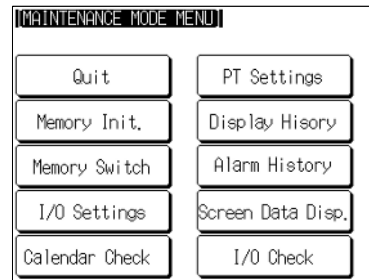 [MAINTENANCE MODE MENU]
Quit
PT Settings
Memory Init.
Display Hisory
Memory Switch
Alarm History
I/O Settings
Screen Data Disp.
Calendar Check
I/O Check